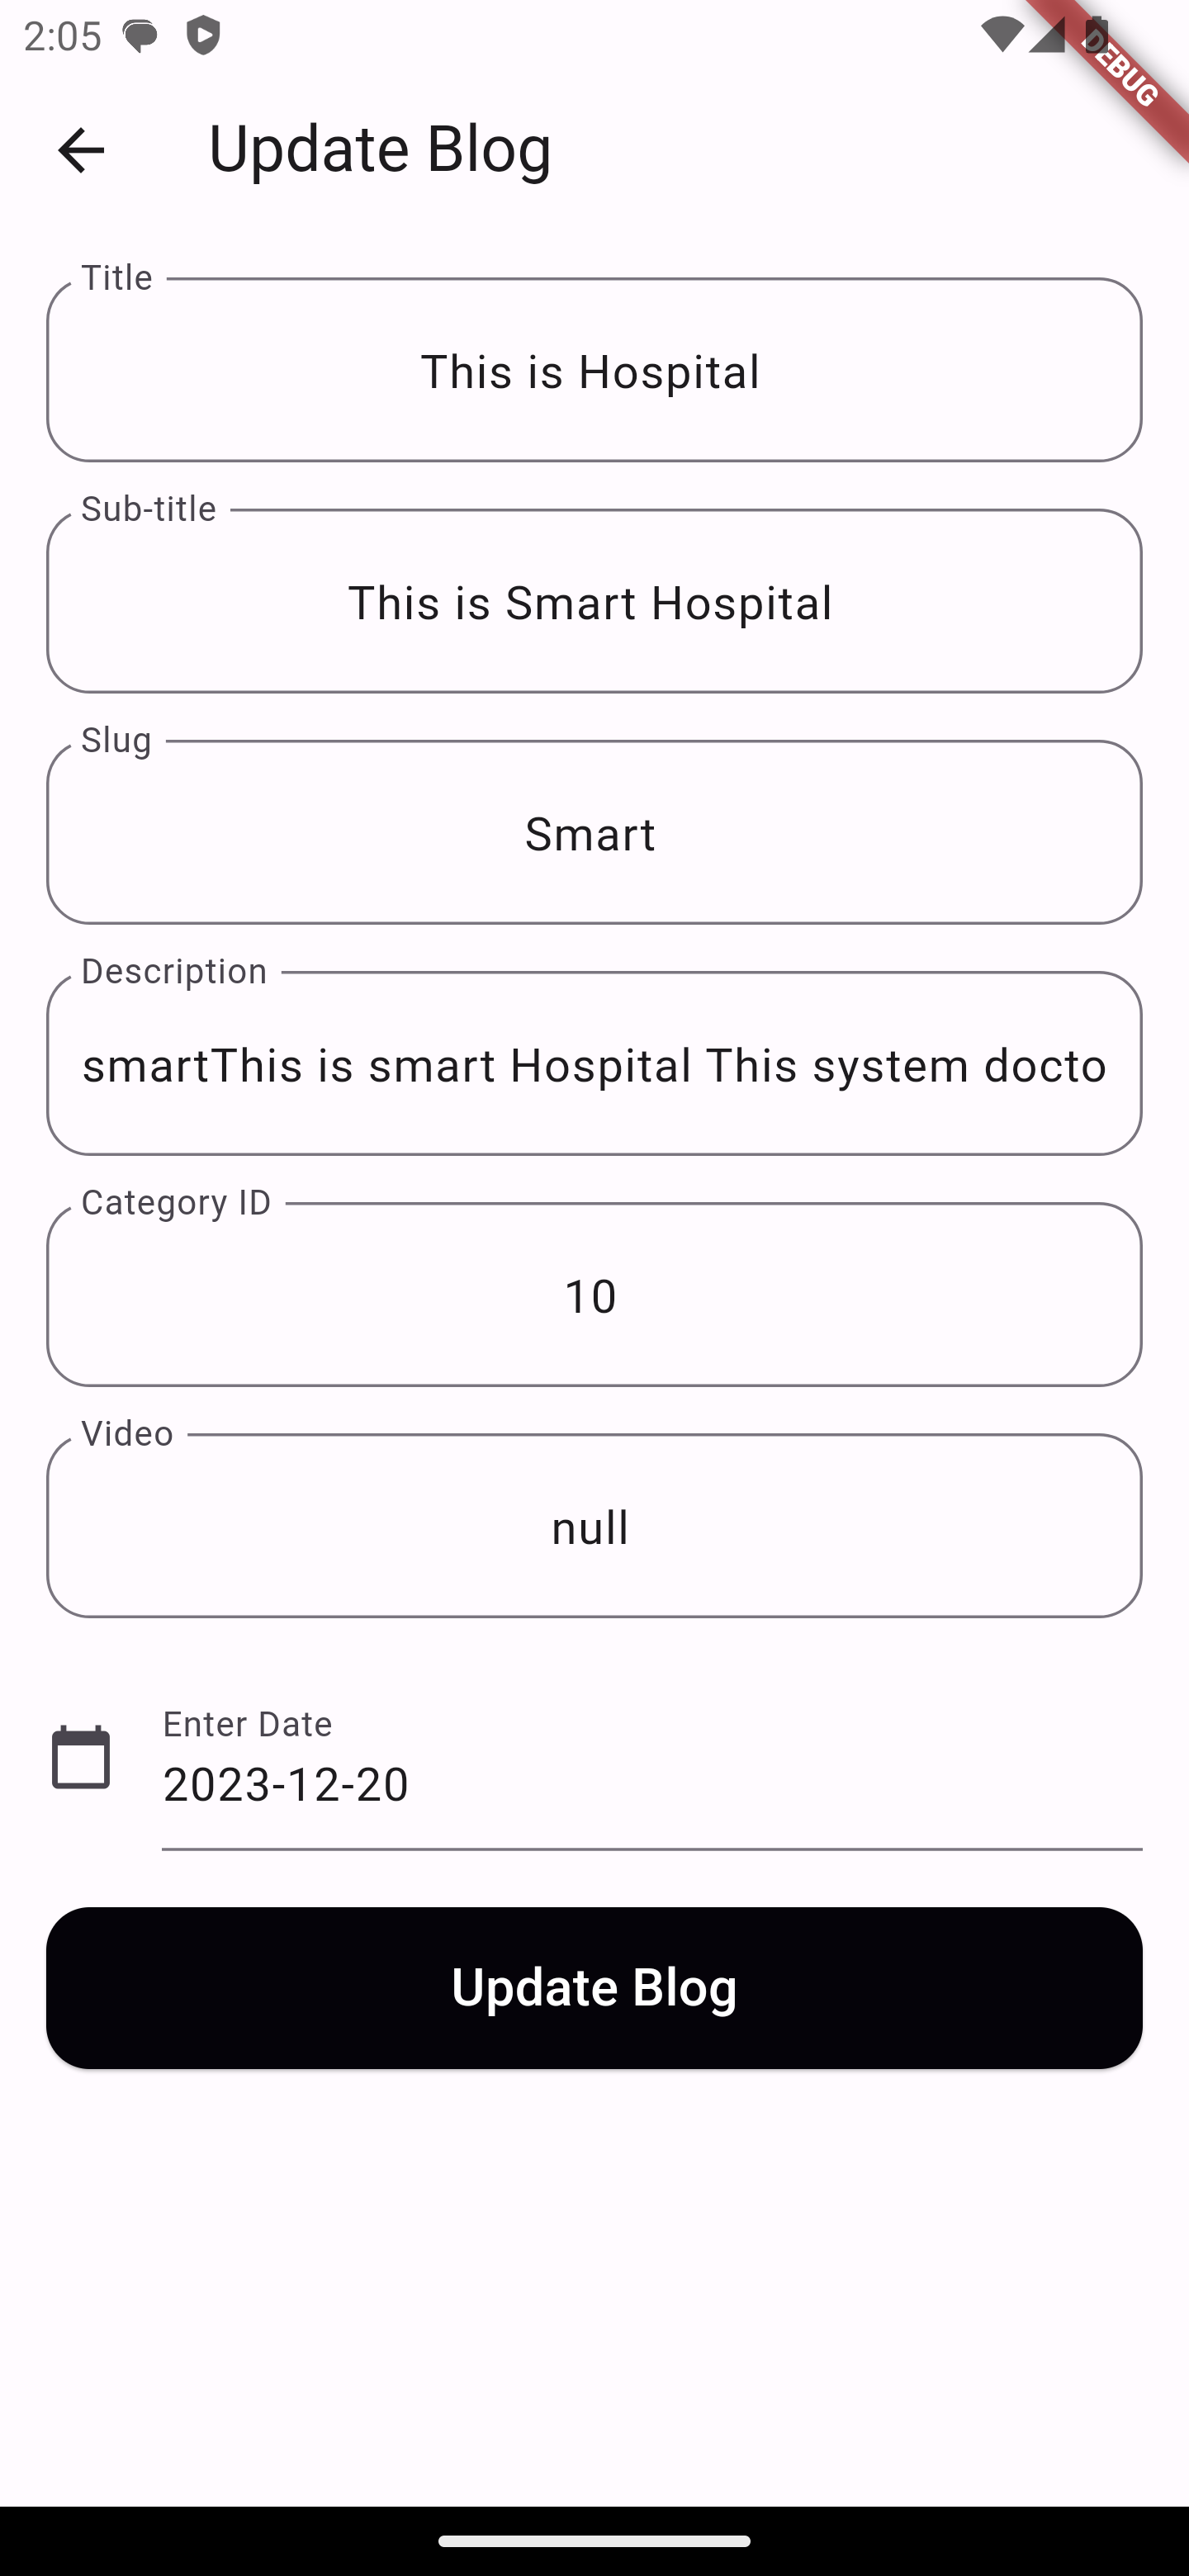 2:05
DEBUG
Update Blog
Title
This is Hospital
Sub-title
This is Smart Hospital
Slug
Smart
Description
smartThis is smart Hospital This system docto
Category ID
10
Video
null
Enter Date
2023-12-20
Update Blog